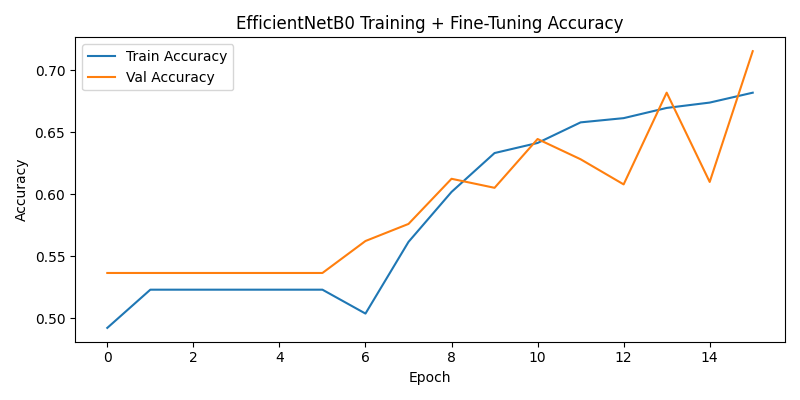 EfficientNetB0 Training + Fine-Tuning Accuracy
Train Accuracy
Val Accuracy
Accuracy
0.70
0.65
0.60
0.55
0.50
0 2 4 6 8 10 12 14
Epoch